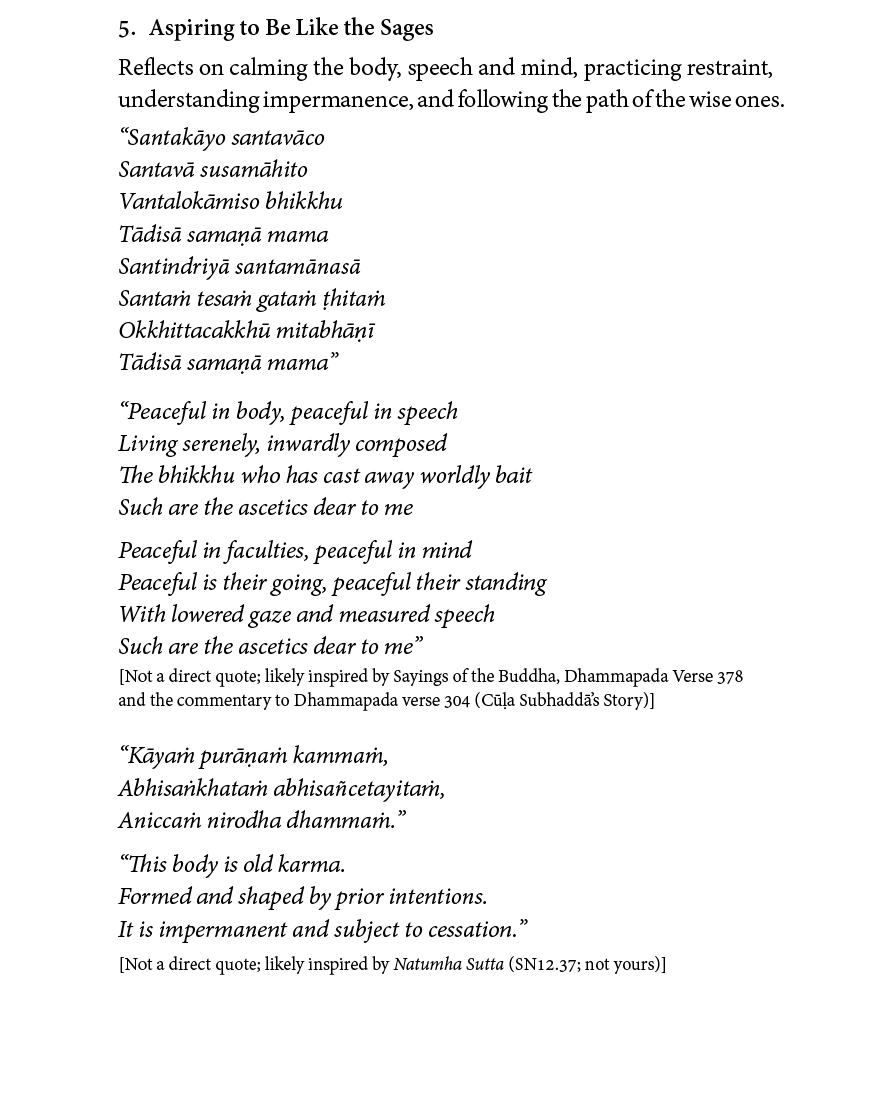 5. Aspiring to Be Like the Sages
Reflects on calming the body, speech and mind, practicing restraint,
understanding impermanence, and following the path of the wise ones.
“Santakāyo santavāco
Santavā susamāhito
Vantalokāmiso bhikkhu
Tādisā samaṇā mama
Santindriyā santamānasā
Santaṁ tesaṁ gataṁ ṭhitaṁ
Okkhittacakkhū mitabhāṇī
Tādisā samaṇā mama”
“Peaceful in body, peaceful in speech
Living serenely, inwardly composed
The bhikkhu who has cast away worldly bait
Such are the ascetics dear to me
Peaceful in faculties, peaceful in mind
Peaceful is their going, peaceful their standing
With lowered gaze and measured speech
Such are the ascetics dear to me”
[Not a direct quote; likely inspired by Sayings of the Buddha, Dhammapada Verse 378
and the commentary to Dhammapada verse 304 (Cūḷa Subhaddā’s Story)]
“Kāyaṁ purāṇaṁ kammaṁ,
Abhisaṅkhataṁ abhisañcetayitaṁ,
Aniccaṁ nirodha dhammaṁ.”
“This body is old karma.
Formed and shaped by prior intentions.
It is impermanent and subject to cessation.”
[Not a direct quote; likely inspired by Natumha Sutta (SN12.37; not yours)]